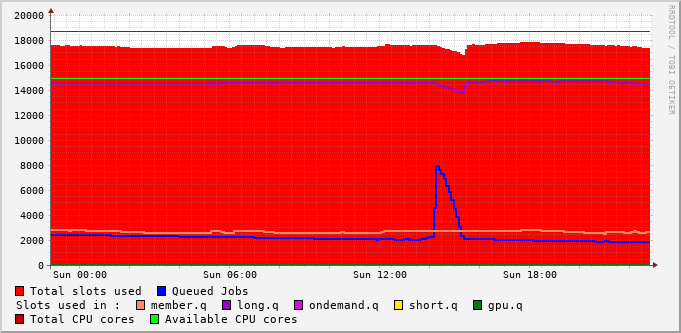 20000
18000
16000
14000
12000
10000
8000
6000
4000
2000
0
Sun 00:00 Sun 06:00 Sun 12:00 Sun 18:00
RRDTOOL / TOBI OETIKER
Total slots used Queued Jobs
Slots used in : member.q long.q ondemand.q short.q gpu.q
Total CPU cores Available CPU cores